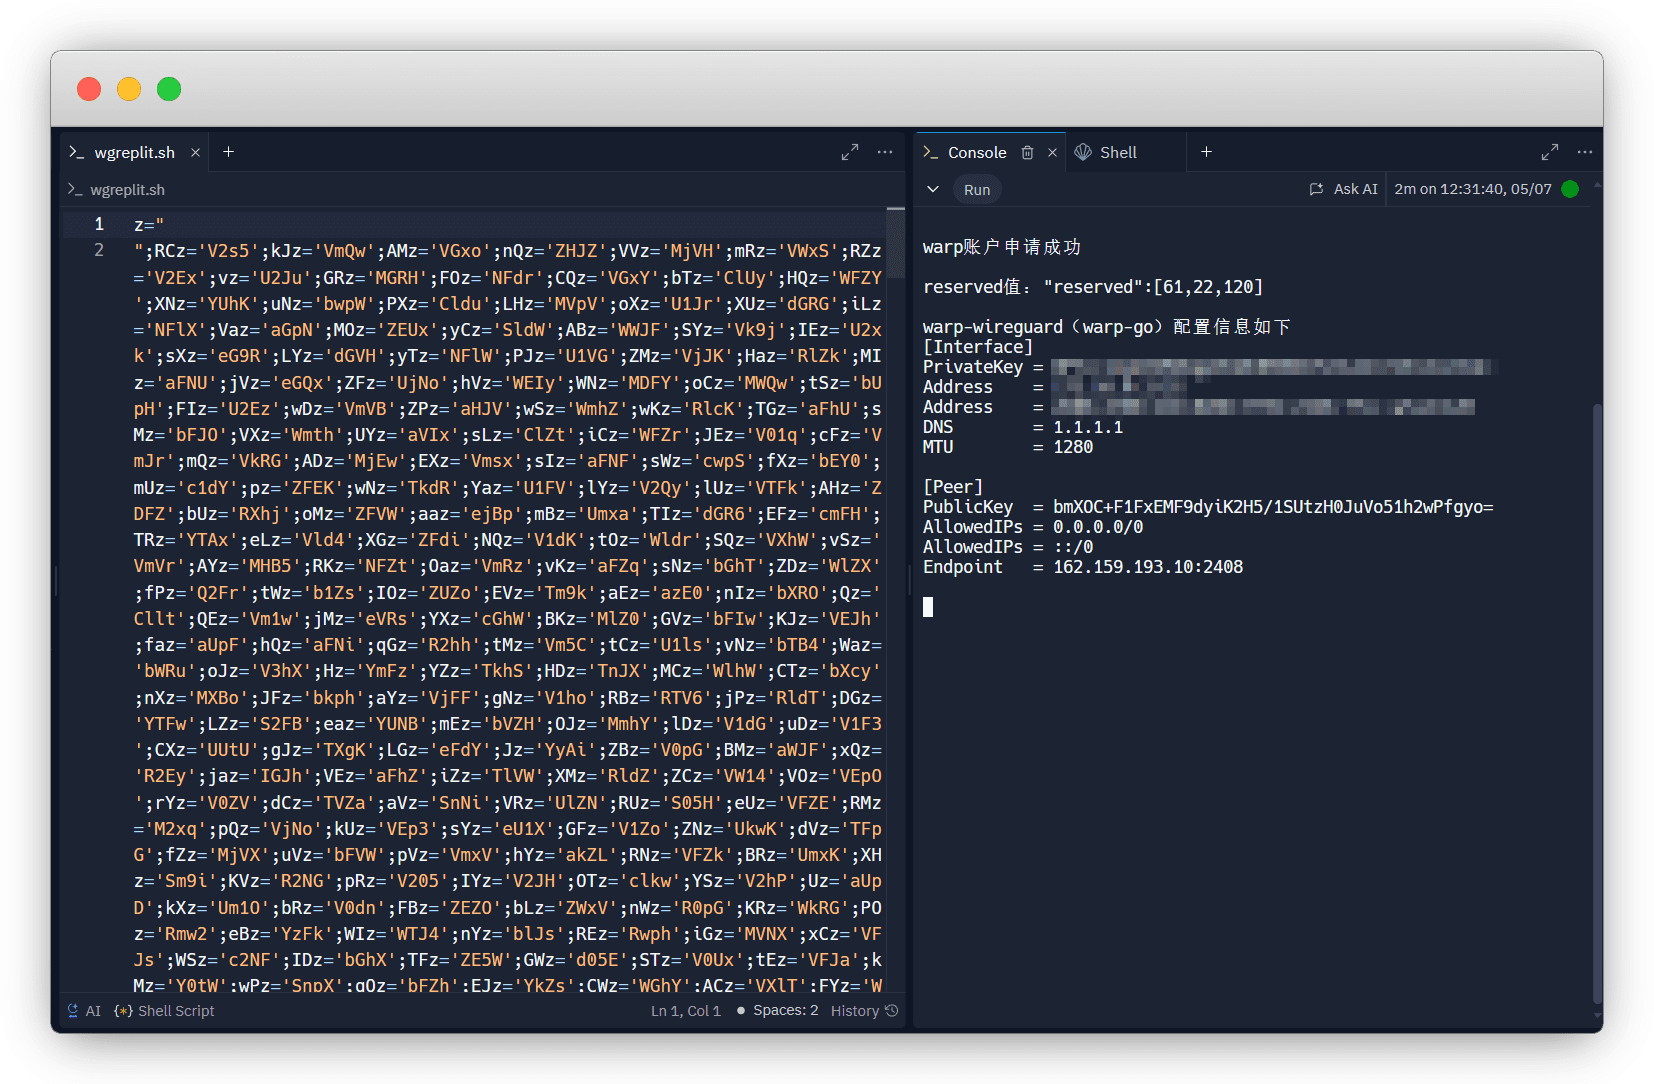 wgreplit.sh
wgreplit.sh
1 z="
2 ";RCz='V2s5';kJz='VmQw';AMz='VGxo';nQz='ZHJZ';VVz='MjVH';mRz='VWxS';RZz
='V2Ex';vz='U2Ju';GRz='MGRH';FOz='NFdr';CQz='VGxY';bTz='ClUy';HQz='WFZY
';XNz='YUhK';uNz='bwpW';PXz='Cldu';LHz='MVpV';oXz='U1Jr';XUz='dGRG';iLz
='NFlX';Vaz='aGpN';MOz='ZEUx';yCz='SldW';ABz='WWJF';SYz='Vk9j';IEz='U2x
k';sXz='eG9R';LYz='dGVH';yTz='NFlW';PJz='U1VG';ZMz='VjJK';Haz='RlZk';MI
z='aFNU';jVz='eGQx';ZFz='UjNo';hVz='WEIy';WNz='MDFY';oCz='MWQw';tSz='bU
pH';FIz='U2Ez';wDz='VmVB';ZPz='aHJV';wSz='WmhZ';wKz='RlcK';TGz='aFhU';s
Mz='bFJO';VXz='Wmth';UYz='aVIx';sLz='ClZt';iCz='WFZr';JEz='V01q';cFz='V
mJr';mQz='VkRG';ADz='MjEw';EXz='Vmsx';sIz='aFNF';sWz='cwpS';fXz='bEY0';
mUz='c1dY';pz='ZFEK';wNz='TkdR';Yaz='U1FV';lYz='V2Qy';lUz='VTFk';AHz='Z
DFZ';bUz='RXhj';oMz='ZFVW';aaz='ejBp';mBz='Umxa';TIz='dGR6';EFz='cmFH';
TRz='YTAx';eLz='Vld4';XGz='ZFdi';NQz='V1dK';tOz='Wldr';SQz='VXhW';vSz='
VmVr';AYz='MHB5';RKz='NFZt';Oaz='VmRz';vKz='aFZq';sNz='bGhT';ZDz='WlZX'
;fPz='Q2Fr';tWz='b1Zs';IOz='ZUZo';EVz='Tm9k';aEz='azE0';nIz='bXRO';Qz='
Cllt';QEz='Vm1w';jMz='eVRs';YXz='cGhW';BKz='MlZ0';GVz='bFIw';KJz='VEJh'
;faz='aUpF';hQz='aFNi';qGz='R2hh';tMz='Vm5C';tCz='U1ls';vNz='bTB4';Waz=
'bWRu';oJz='V3hX';Hz='YmFz';YZz='TkhS';HDz='TnJX';MCz='WlhW';CTz='bXcy'
;nXz='MXBo';JFz='bkph';aYz='VjFF';gNz='V1ho';RBz='RTV6';jPz='RldT';DGz=
'YTFw';LZz='S2FB';eaz='YUNB';mEz='bVZH';OJz='MmhY';lDz='V1dG';uDz='V1F3
';CXz='UUtU';gJz='TXgK';LGz='eFdY';Jz='YyAi';ZBz='V0pG';BMz='aWJF';xQz=
'R2Ey';jaz='IGJh';VEz='aFhZ';iZz='TlVW';XMz='RldZ';ZCz='VW14';VOz='VEpO
';rYz='V0ZV';dCz='TVZa';aVz='SnNi';VRz='UlZN';RUz='S05H';eUz='VFZE';RMz
='M2xq';pQz='VjNo';kUz='VEp3';sYz='eU1X';GFz='V1Zo';ZNz='UkwK';dVz='TFp
G';fZz='MjVX';uVz='bFVW';pVz='VmxV';hYz='akZL';RNz='VFZk';BRz='UmxK';XH
z='Sm9i';KVz='R2NG';pRz='V205';IYz='V2JH';OTz='clkw';YSz='V2hP';Uz='aUp
D';kXz='Um1O';bRz='V0dn';FBz='ZEZO';bLz='ZWxV';nWz='R0pG';KRz='WkRG';PO
z='Rmw2';eBz='YzFk';WIz='WTJ4';nYz='blJs';REz='Rwph';iGz='MVNX';xCz='VF
Js';WSz='c2NF';IDz='bGhX';TFz='ZE5W';GWz='d05E';STz='V0Ux';tEz='VFJa';k
Mz='Y0tW';wPz='SnpX';gOz='bFZh';EJz='YkZs';CWz='WGhY';ACz='VXlT';FYz='W
AI {*} Shell Script
Ln 1, Col 1 ● Spaces: 2 History
Console
Shell
Run
Ask AI 2m on 12:31:40, 05/07
warp账户申请成功
reserved值："reserved":[61,22,120]
warp-wireguard（warp-go）配置信息如下
[Interface]
PrivateKey =
Address =
Address =
DNS = 1.1.1.1
MTU = 1280
[Peer]
PublicKey = bmXOC+F1FxEMF9dyiK2H5/1SUtzH0JuVo51h2wPfgyo=
AllowedIPs = 0.0.0.0/0
AllowedIPs = ::/0
Endpoint = 162.159.193.10:2408